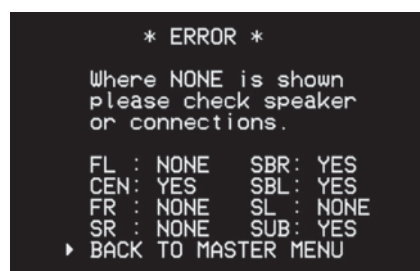 * ERROR *
Where NONE is shown
please check speaker
or connections.
FL : NONE SBR: YES
CEN: YES SBL: YES
FR : NONE SL : NONE
SR : NONE SUB: YES
▶ BACK TO MASTER MENU